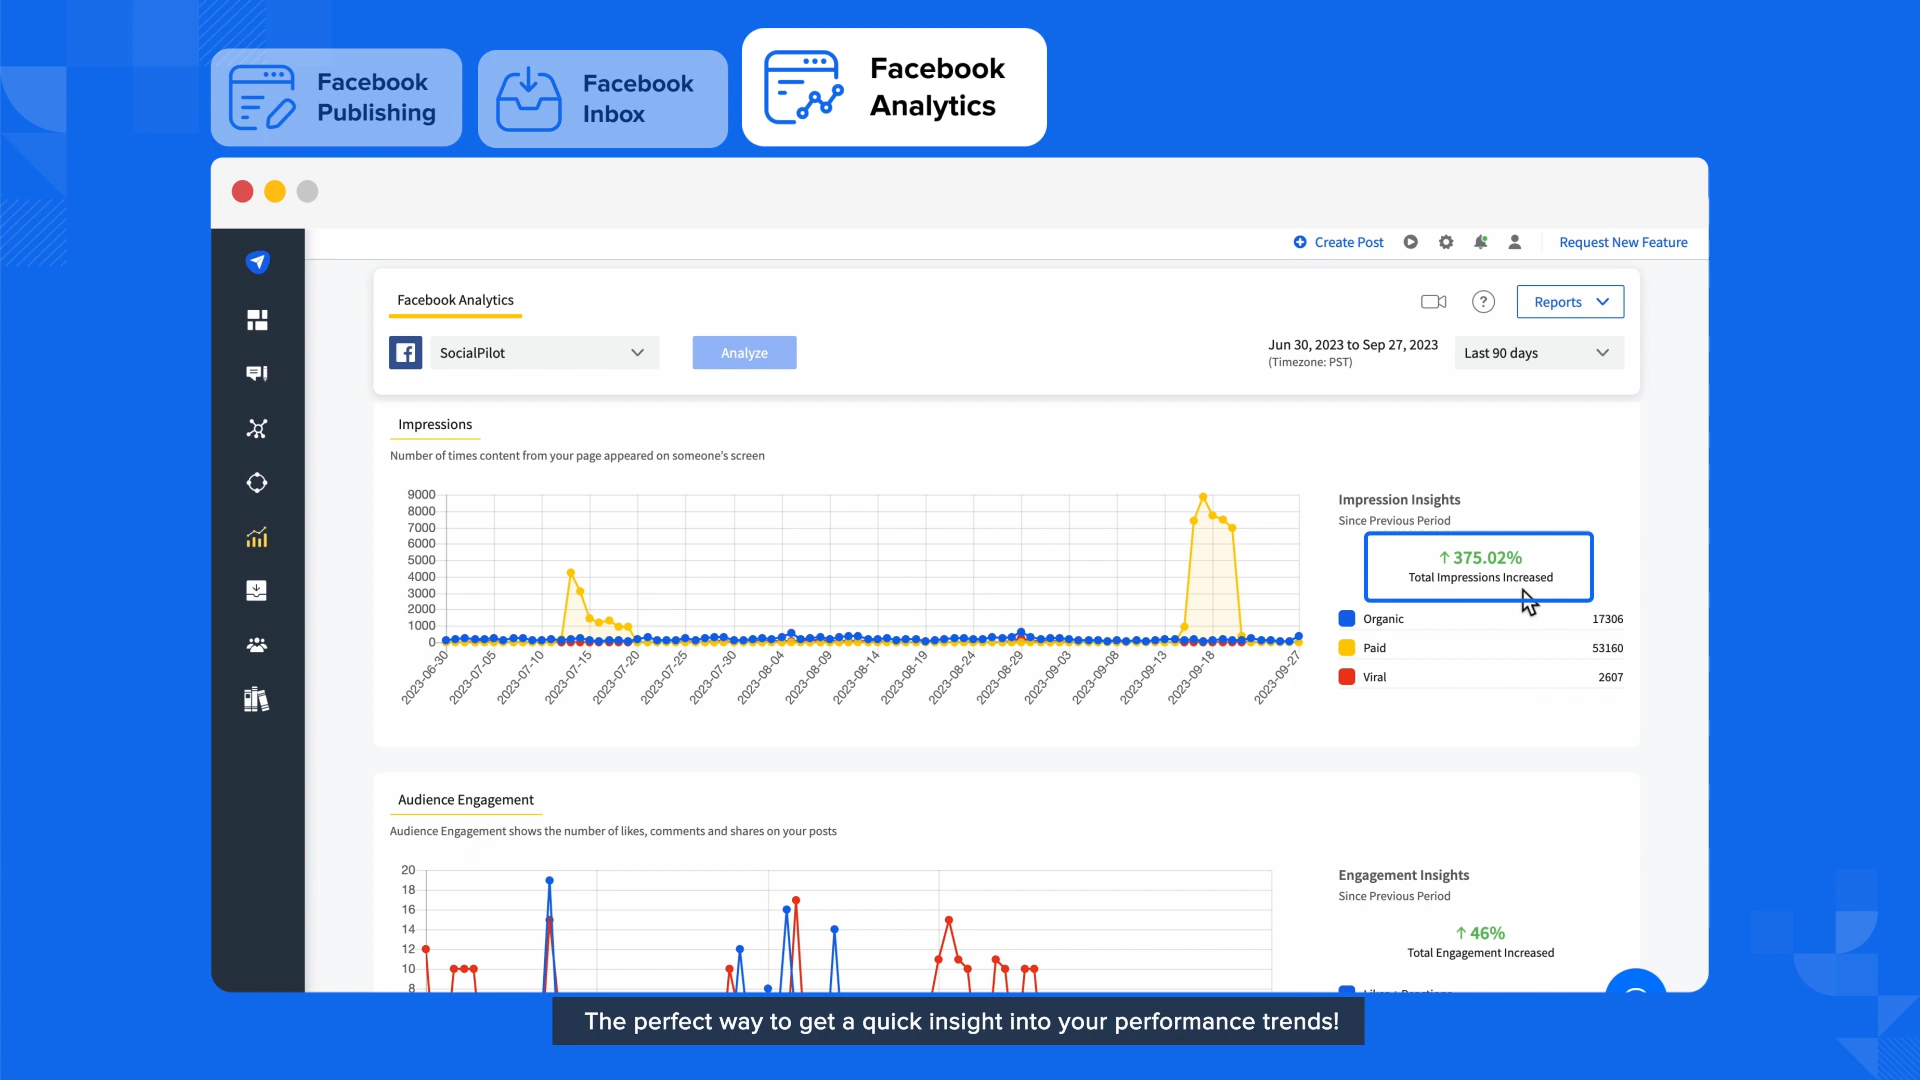 Facebook
Publishing
Facebook
Inbox
Facebook
Analytics
Create Post
Request New Feature
Facebook Analytics
?
Reports
SocialPilot
Analyze
Jun 30, 2023 to Sep 27, 2023
(Timezone: PST)
Last 90 days
Impressions
Number of times content from your page appeared on someone's screen
9000
8000
7000
6000
5000
4000
3000
2000
1000
0
2023-06-30
2023-07-05
2023-07-10
2023-07-15
2023-07-20
2023-07-25
2023-07-30
2023-08-04
2023-08-09
2023-08-14
2023-08-19
2023-08-24
2023-08-29
2023-09-03
2023-09-08
2023-09-13
2023-09-18
2023-09-27
Impression Insights
Since Previous Period
↑ 375.02%
Total Impressions Increased
Organic 17306
Paid 53160
Viral 2607
Audience Engagement
Audience Engagement shows the number of likes, comments and shares on your posts
20
18
16
14
12
10
8
Engagement Insights
Since Previous Period
↑ 46%
Total Engagement Increased
The perfect way to get a quick insight into your performance trends!